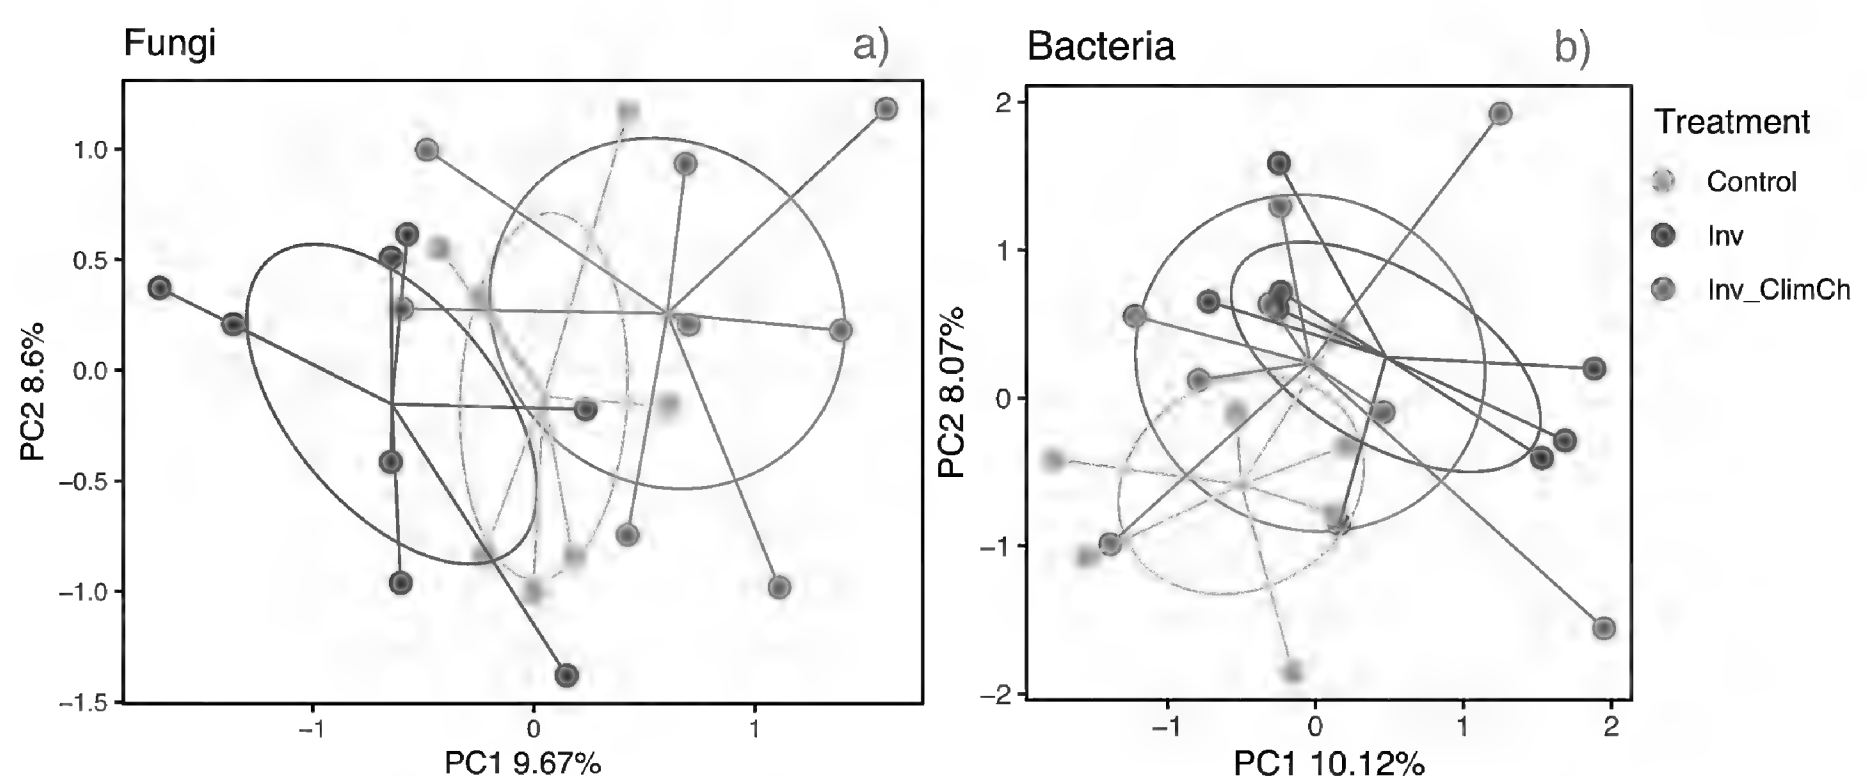 Fungi
a)
1.0
0.5
0.0
−0.5
−1.0
−1.5
PC2 8.6%
−1
0
1
PC1 9.67%
Bacteria
b)
2
1
0
−1
−2
PC2 8.07%
−1
0
1
2
PC1 10.12%
Treatment
Control
Inv
Inv_ClimCh